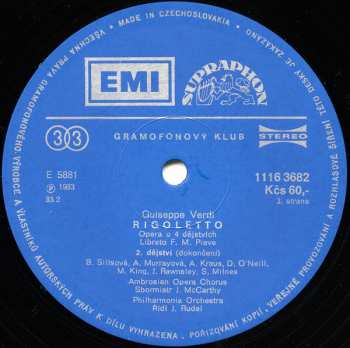 MADE IN CZECHOSLOVAKIA
VŠECHNA PRÁVA GRAMOFONOVÉHO VÝROBCE A VLASTNÍKŮ AUTORSKÝCH PRÁV K DÍLU VYHRAZENA. POŘIZOVÁNÍ KOPIÍ, VEŘEJNÉ PROVOZOVÁNÍ A ROZHLASOVÉ ŠÍŘENÍ TÉTO DESKY JE ZAKÁZÁNO
EMI SUPRAPHON
33 GRAMOFONOVÝ KLUB STEREO
E 5881 1116 3682
Ⓟ 1983 Kčs 60,-
33.2 3. strana
Guiseppe Verdi
RIGOLETTO
Opera o 4 dějstvích
Libreto F. M. Piave
2. dějství (dokončení)
B. Sillsová, A. Murrayová, A. Kraus, D. O'Neill,
M. King, J. Rawnsley, S. Milnes
Ambrosian Opera Chorus
Sbormistr J. McCarthy
Philharmonia Orchestra
Řídí J. Rudel